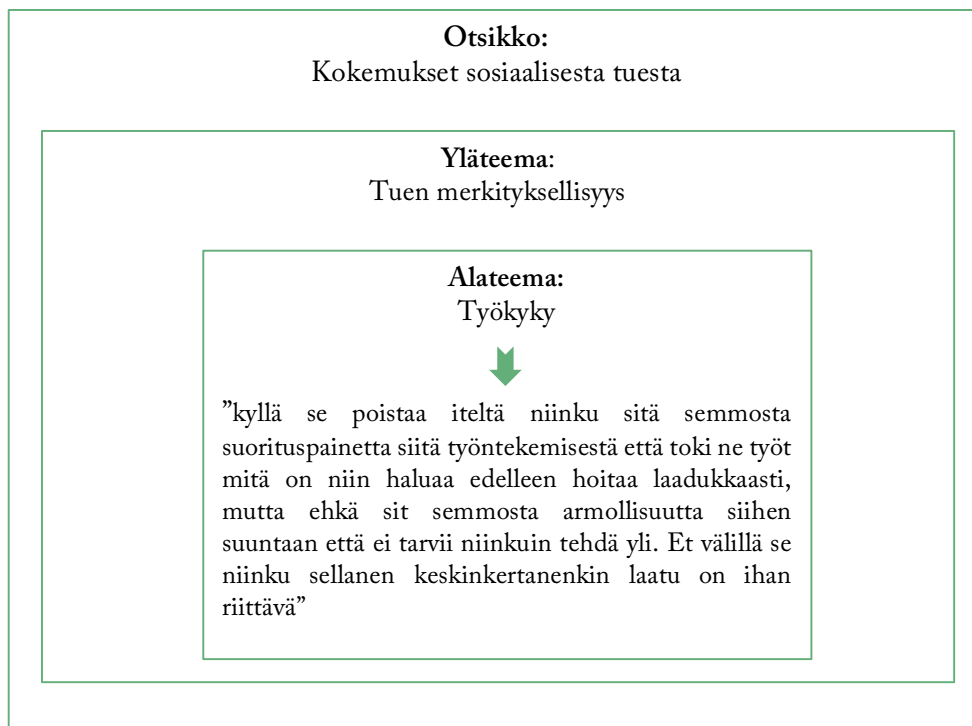 Otsikko:
Kokemukset sosiaalisesta tuesta
Yläteema:
Tuen merkityksellisyys
Alateema:
Työkyky
”kyllä se poistaa iteltä niinku sitä semmosta
suorituspainetta siitä työntekemisestä että toki ne työt
mitä on niin haluaa edelleen hoitaa laadukkaasti,
mutta ehkä sit semmosta armollisuutta siihen
suuntaan että ei tarvii niinkuin tehdä yli. Et välillä se
niinku sellanen keskinkertanenkin laatu on ihan
riittävä”